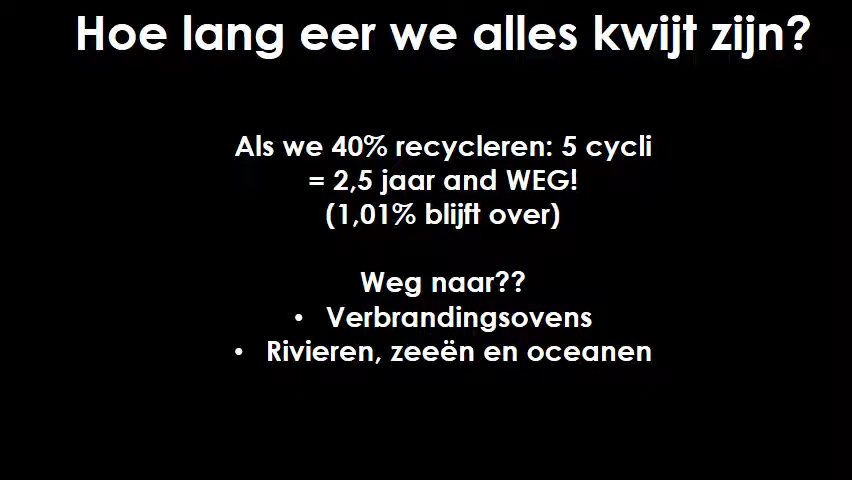 Hoe lang eer we alles kwijt zijn?
Als we 40% recycleren: 5 cycli
= 2,5 jaar and WEG!
(1,01% blijft over)
Weg naar??
• Verbrandingsovens
• Rivieren, zeeën en oceanen